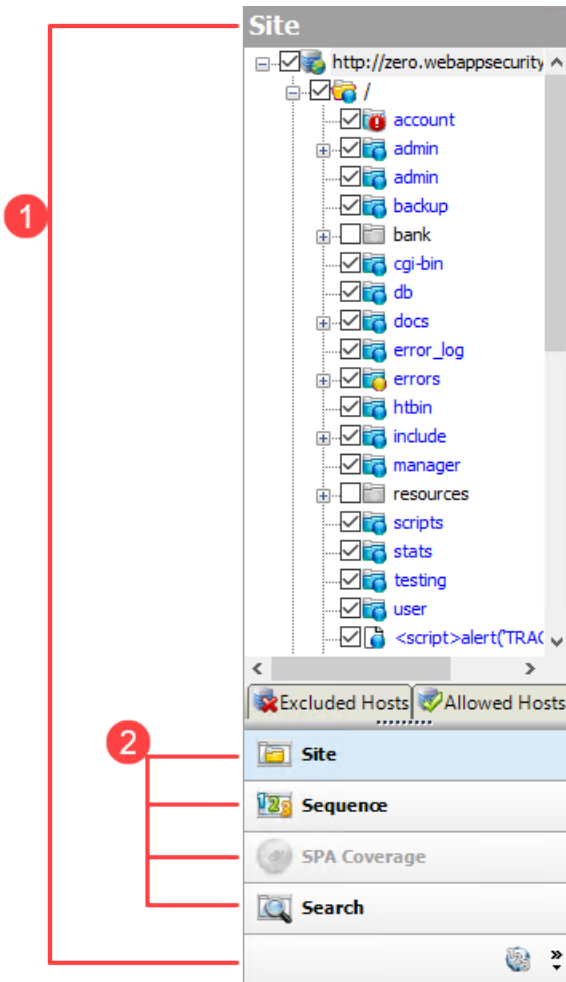 Site
http://zero.webappsecurity
/
account
admin
admin
backup
bank
cgi-bin
db
docs
error_log
errors
htbin
include
manager
resources
scripts
stats
testing
user
<script>alert('TRAC
Excluded Hosts Allowed Hosts
Site
Sequence
SPA Coverage
Search
1
2